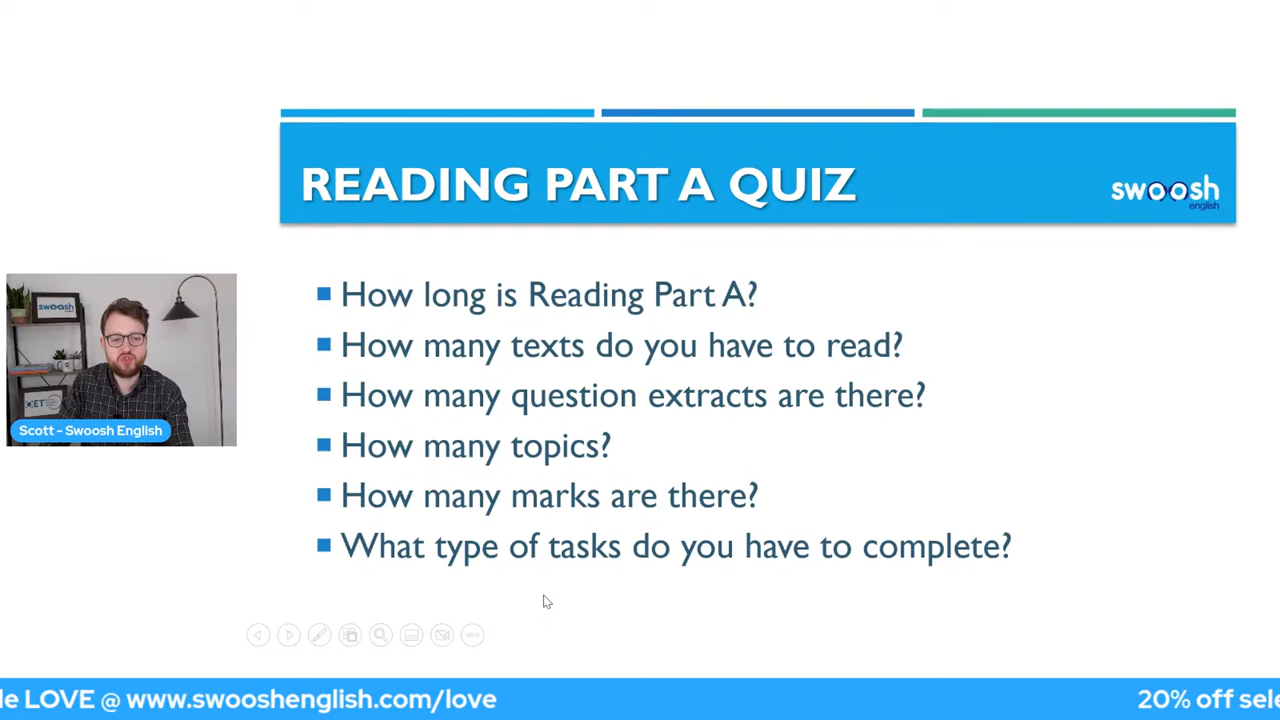 READING PART A QUIZ
swoosh
english
How long is Reading Part A?
How many texts do you have to read?
How many question extracts are there?
How many topics?
How many marks are there?
What type of tasks do you have to complete?
swoosh
OET
Scott - Swoosh English
le LOVE @ www.swooshenglish.com/love
20% off sele